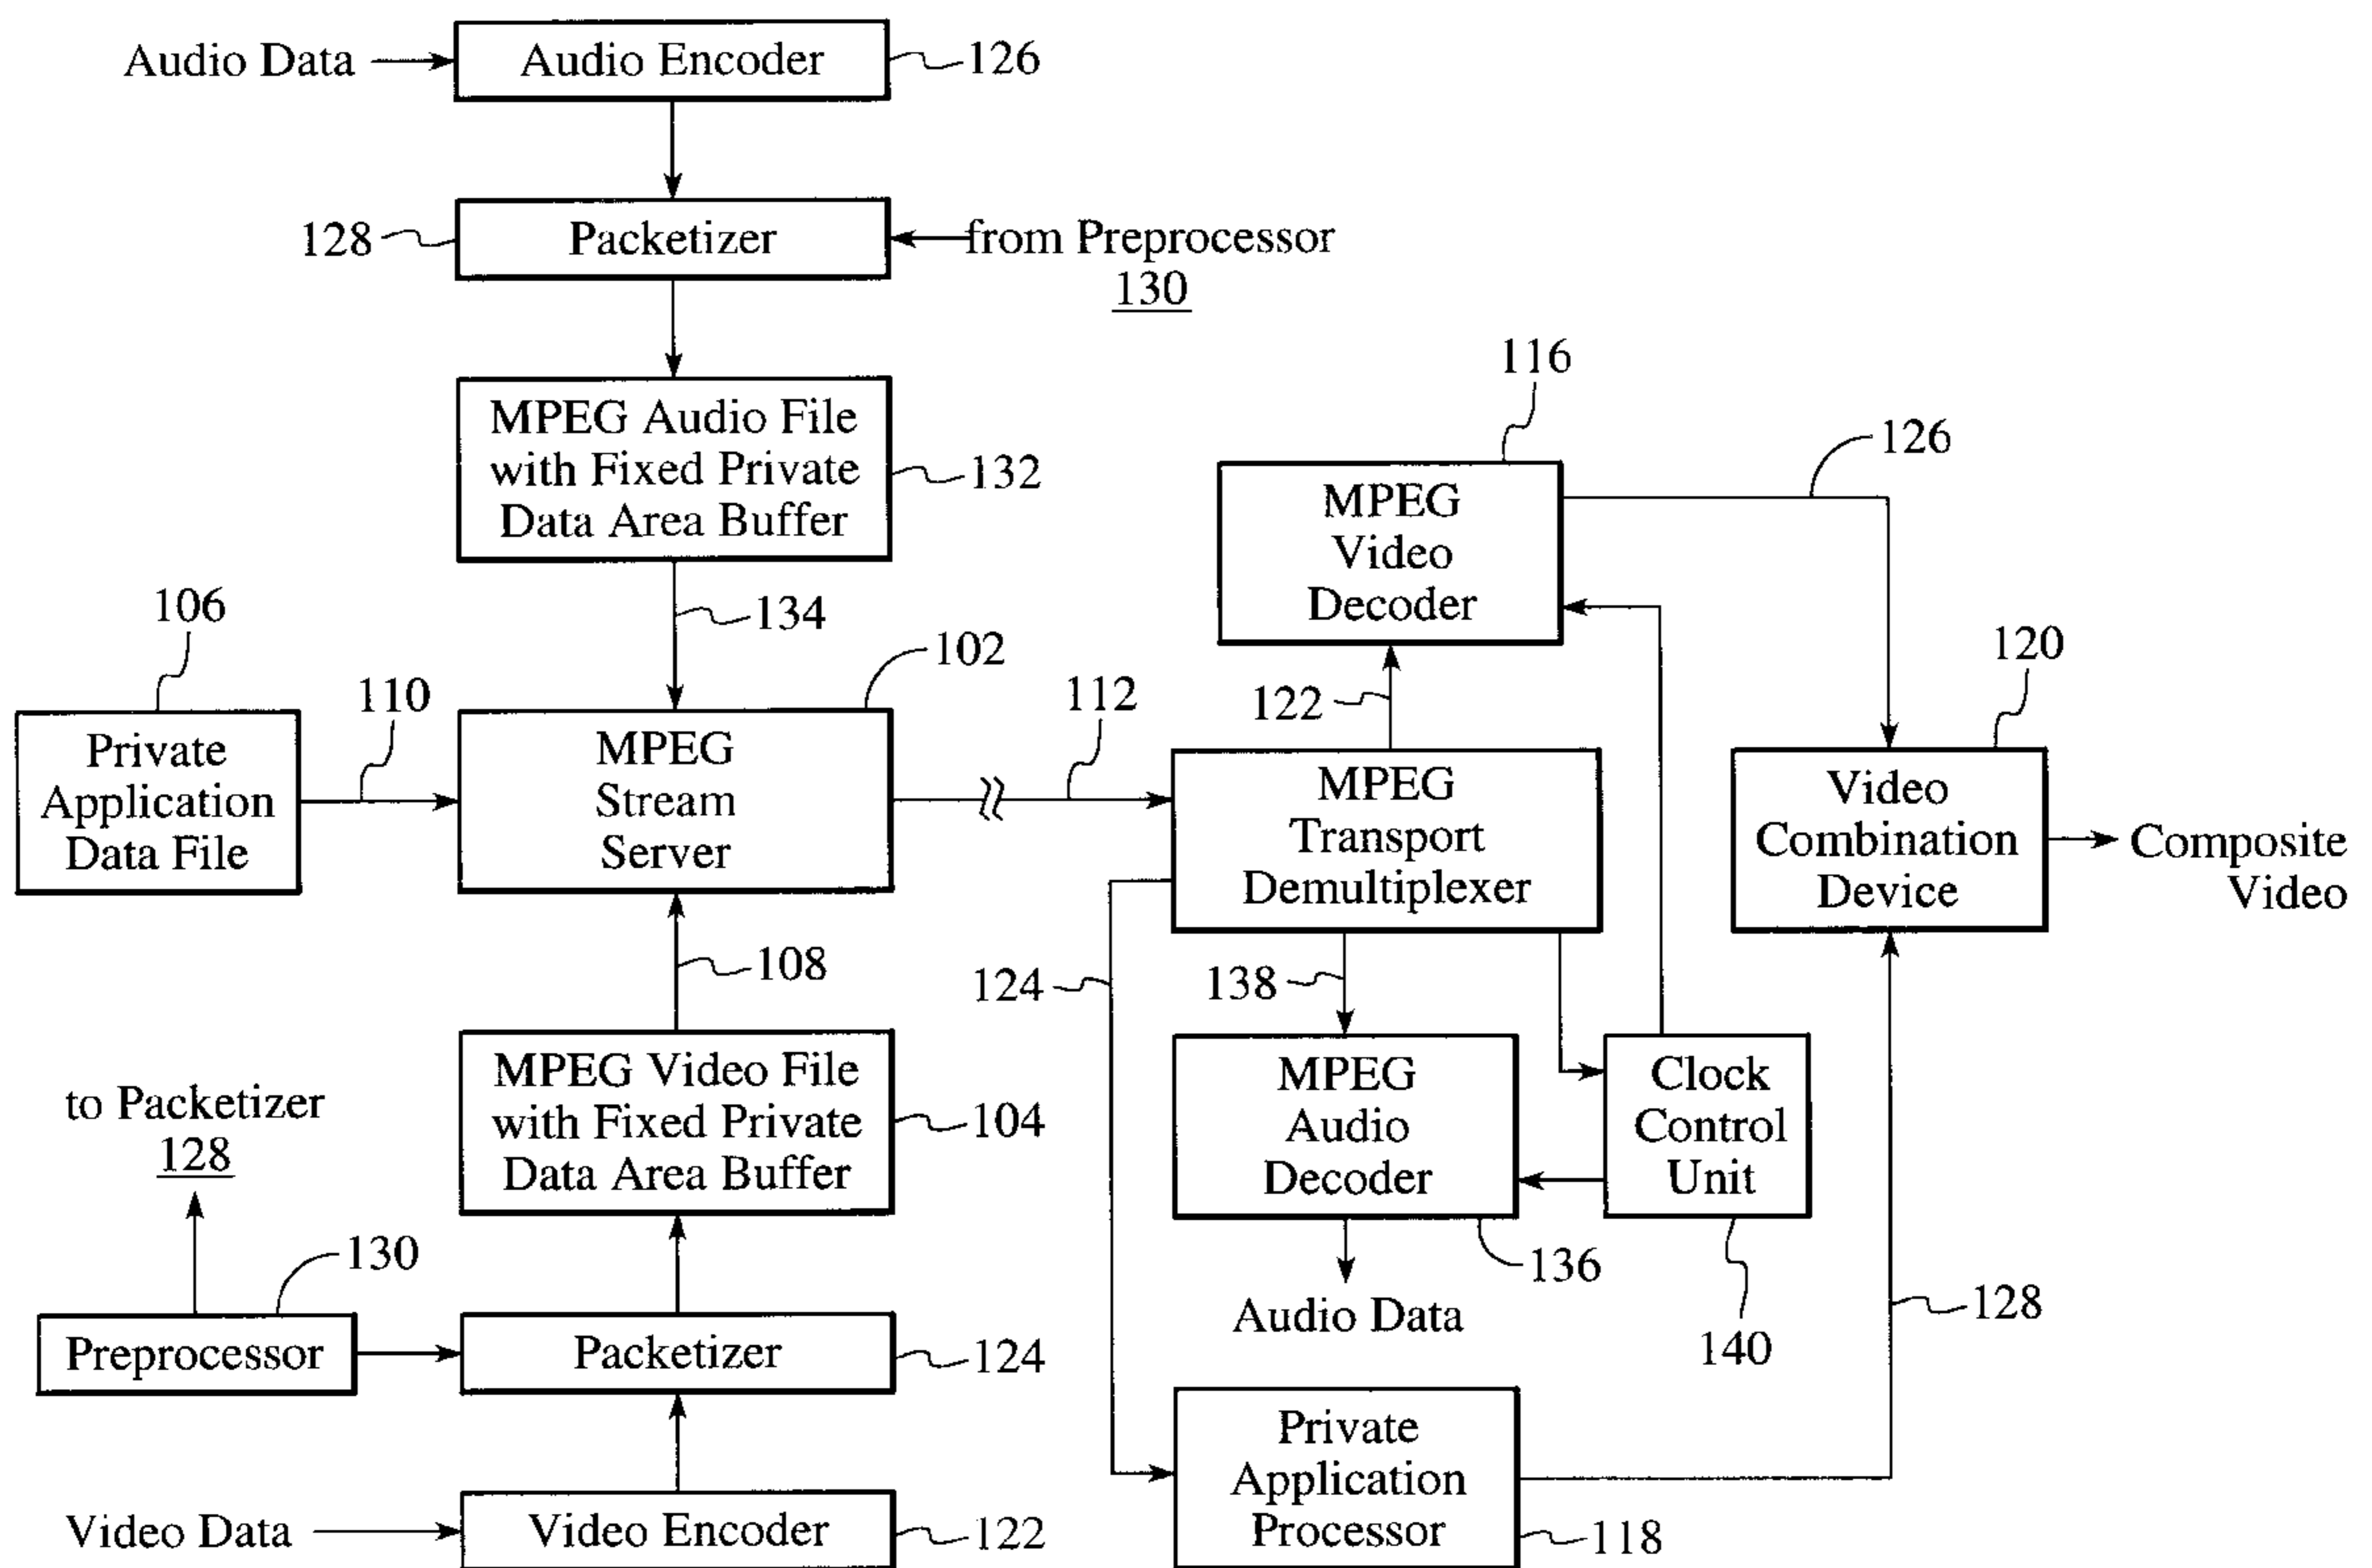 Audio Data
Audio Encoder
126
128
Packetizer
from Preprocessor
130
MPEG Audio File
with Fixed Private
Data Area Buffer
132
134
106
110
102
Private
Application
Data File
MPEG
Stream
Server
112
108
MPEG Video File
with Fixed Private
Data Area Buffer
104
to Packetizer
128
130
Preprocessor
Packetizer
124
Video Data
Video Encoder
122
116
MPEG
Video
Decoder
126
122
120
MPEG
Transport
Demultiplexer
Video
Combination
Device
Composite
Video
124
138
MPEG
Audio
Decoder
Clock
Control
Unit
136
140
Audio Data
128
Private
Application
Processor
118